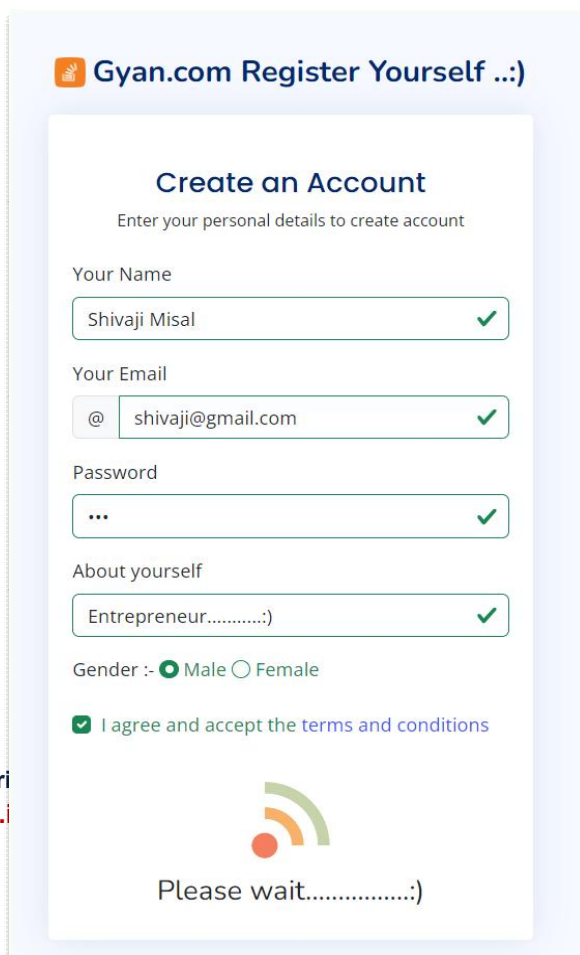 Gyan.com Register Yourself ..:)
Create an Account
Enter your personal details to create account
Your Name
Shivaji Misal
Your Email
@ shivaji@gmail.com
Password
•••
About yourself
Entrepreneur...........:)
Gender :- Male Female
I agree and accept the terms and conditions
ri
.i
Please wait................:)